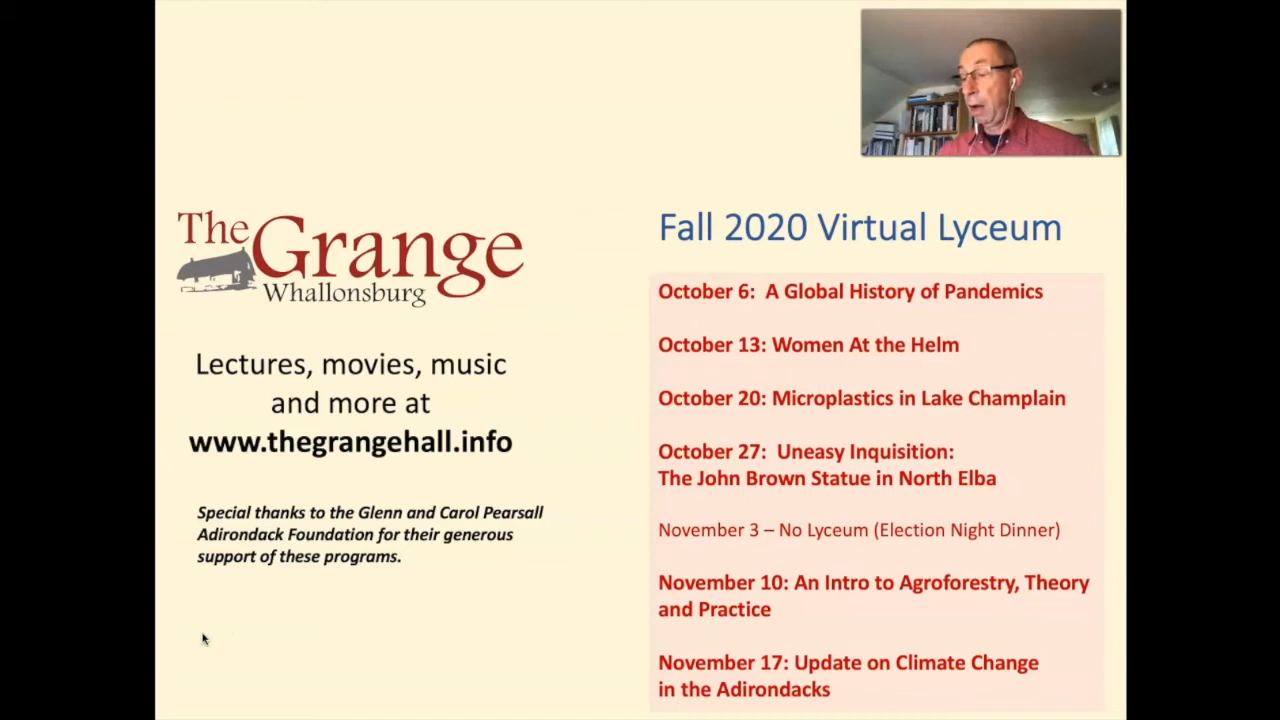 The Grange
Whallonsburg
Lectures, movies, music
and more at
www.thegrangehall.info
Special thanks to the Glenn and Carol Pearsall
Adirondack Foundation for their generous
support of these programs.
Fall 2020 Virtual Lyceum
October 6:  A Global History of Pandemics
October 13: Women At the Helm
October 20: Microplastics in Lake Champlain
October 27:  Uneasy Inquisition:
The John Brown Statue in North Elba
November 3 – No Lyceum (Election Night Dinner)
November 10: An Intro to Agroforestry, Theory
and Practice
November 17: Update on Climate Change
in the Adirondacks